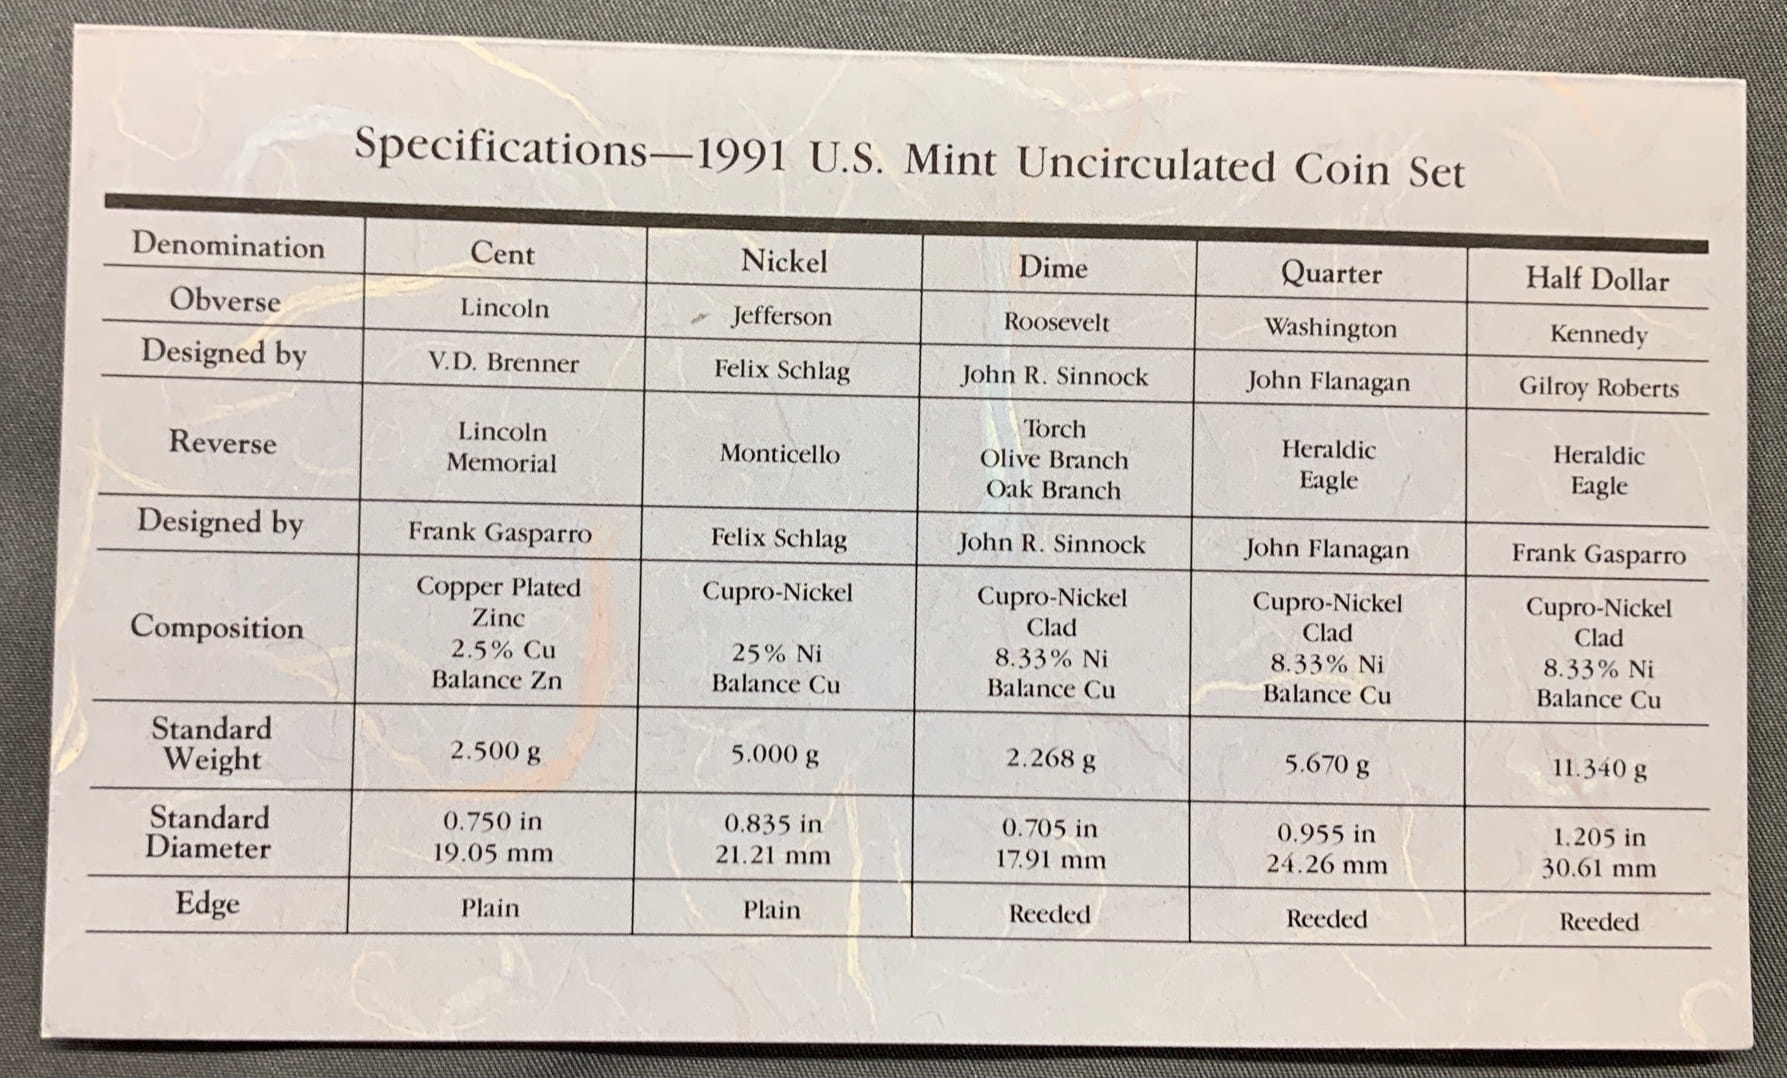 Specifications—1991 U.S. Mint Uncirculated Coin Set
Denomination Cent Nickel Dime Quarter Half Dollar
Obverse Lincoln Jefferson Roosevelt Washington Kennedy
Designed by V.D. Brenner Felix Schlag John R. Sinnock John Flanagan Gilroy Roberts
Reverse
Lincoln
Memorial
Monticello
Torch
Olive Branch
Oak Branch
Heraldic
Eagle
Heraldic
Eagle
Designed by Frank Gasparro Felix Schlag John R. Sinnock John Flanagan Frank Gasparro
Composition
Copper Plated
Zinc
2.5% Cu
Balance Zn
Cupro-Nickel
25% Ni
Balance Cu
Cupro-Nickel
Clad
8.33% Ni
Balance Cu
Cupro-Nickel
Clad
8.33% Ni
Balance Cu
Cupro-Nickel
Clad
8.33% Ni
Balance Cu
Standard
Weight
2.500 g 5.000 g 2.268 g 5.670 g 11.340 g
Standard
Diameter
0.750 in
19.05 mm
0.835 in
21.21 mm
0.705 in
17.91 mm
0.955 in
24.26 mm
1.205 in
30.61 mm
Edge Plain Plain Reeded Reeded Reeded